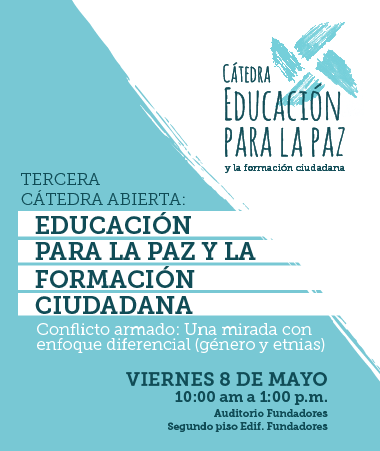 CÁTEDRA
EDUCACIÓN
PARA LA PAZ
y la formación ciudadana
TERCERA
CÁTEDRA ABIERTA:
EDUCACIÓN
PARA LA PAZ Y LA
FORMACIÓN
CIUDADANA
Conflicto armado: Una mirada con
enfoque diferencial (género y etnias)
VIERNES 8 DE MAYO
10:00 am a 1:00 p.m.
Auditorio Fundadores
Segundo piso Edif. Fundadores